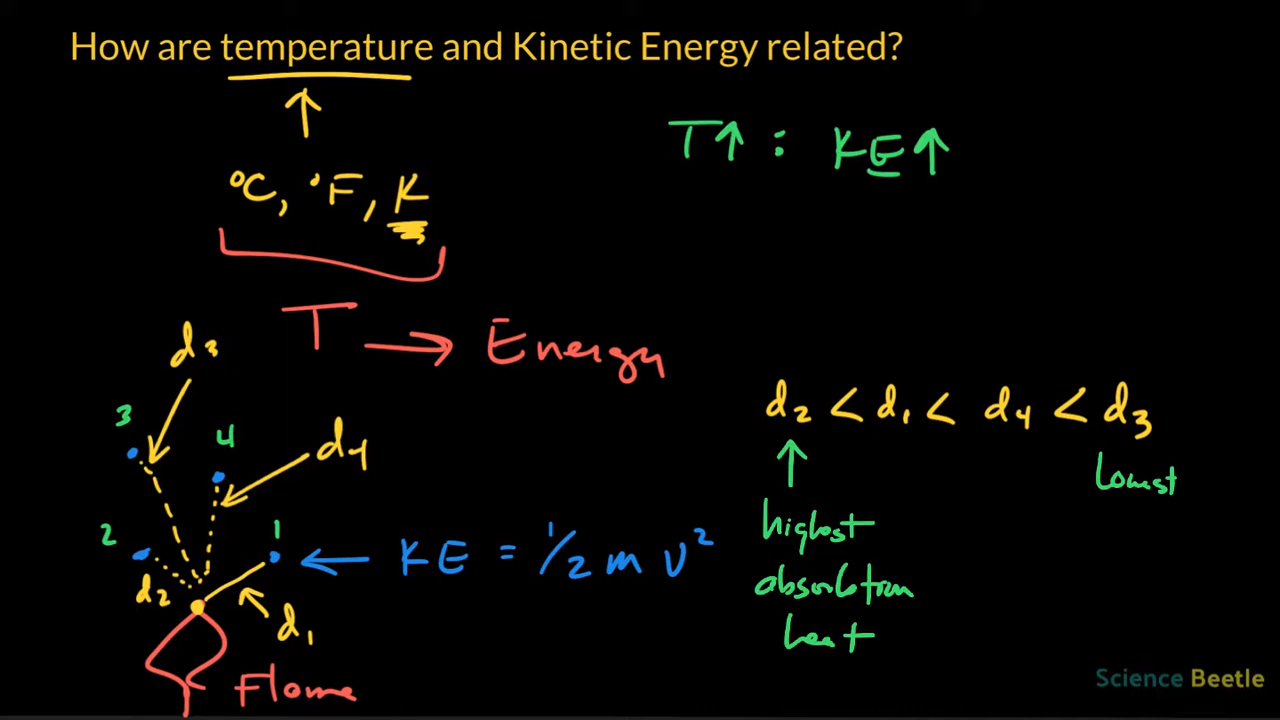 How are temperature and Kinetic Energy related?
T↑ : KE↑
°C, °F, K
T → Energy
d3
3
4
d4
d2 < d1 < d4 < d3
lowest
highest
absorbtion
heat
2
1
KE = 1/2 m v²
d2
d1
Flame
Science Beetle